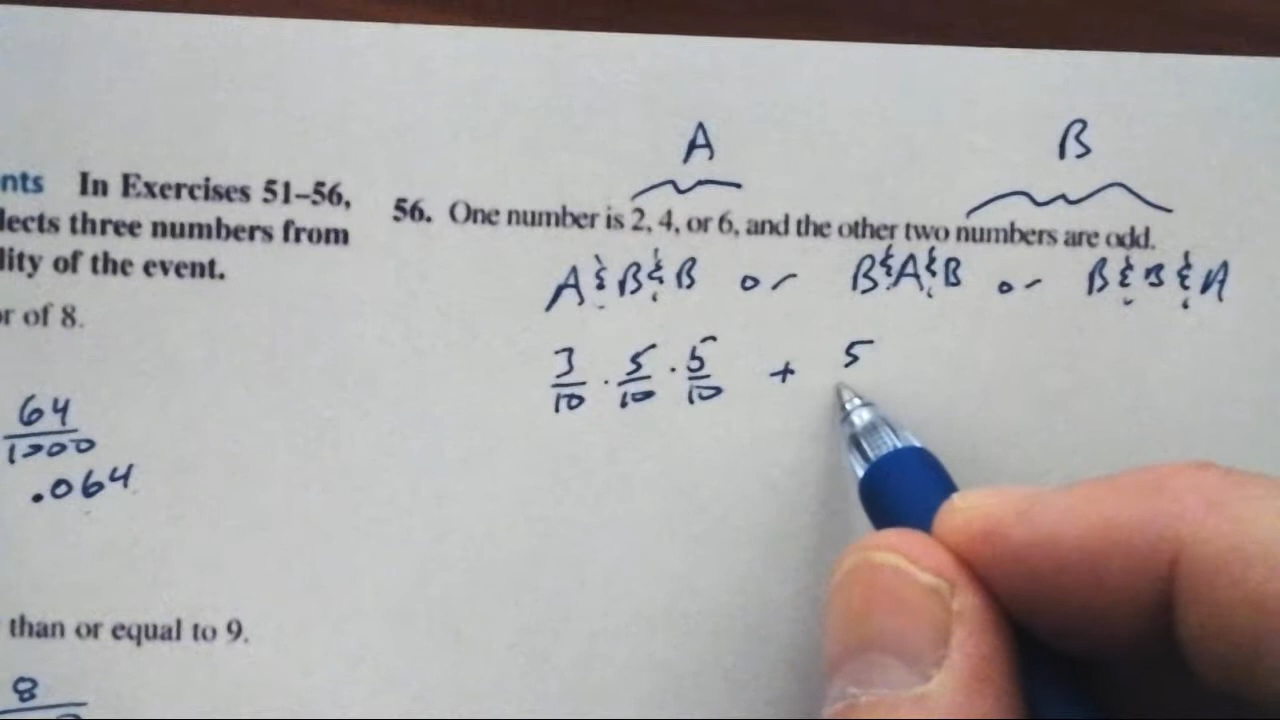 A B
nts In Exercises 51–56,
lects three numbers from
lity of the event.
r of 8.
64
1000
.064
than or equal to 9.
8
56. One number is 2, 4, or 6, and the other two numbers are odd.
A & B & B or B & A & B or B & B & A
3/10 · 5/10 · 5/10 + 5